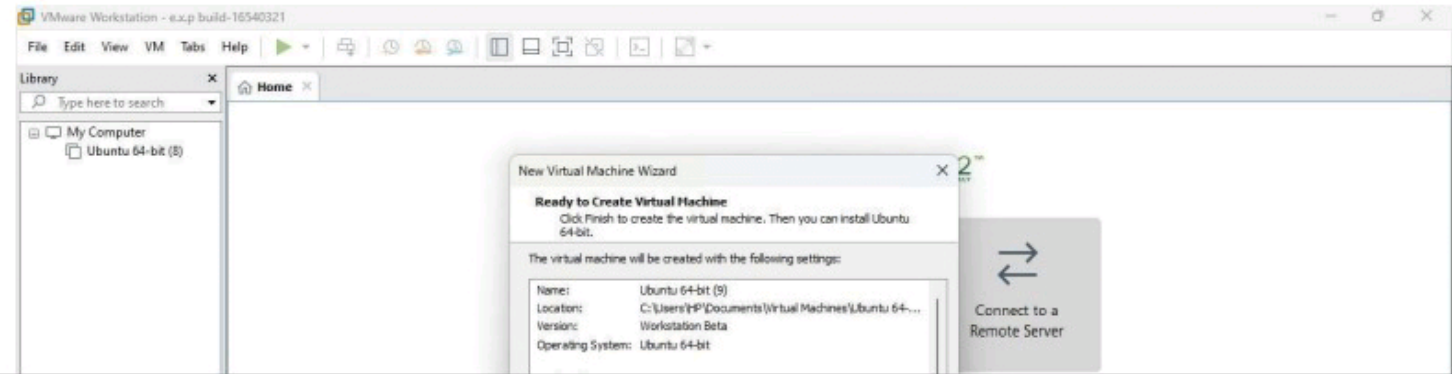 VMware Workstation - e.x.p build-16540321
File Edit View VM Tabs Help
Library
Home
Type here to search
My Computer
Ubuntu 64-bit (8)
New Virtual Machine Wizard
2™
Ready to Create Virtual Machine
Click Finish to create the virtual machine. Then you can install Ubuntu
64-bit.
The virtual machine will be created with the following settings:
Name: Ubuntu 64-bit (9)
Location: C:\Users\HP\Documents\Virtual Machines\Ubuntu 64-...
Version: Workstation Beta
Operating System: Ubuntu 64-bit
Connect to a
Remote Server